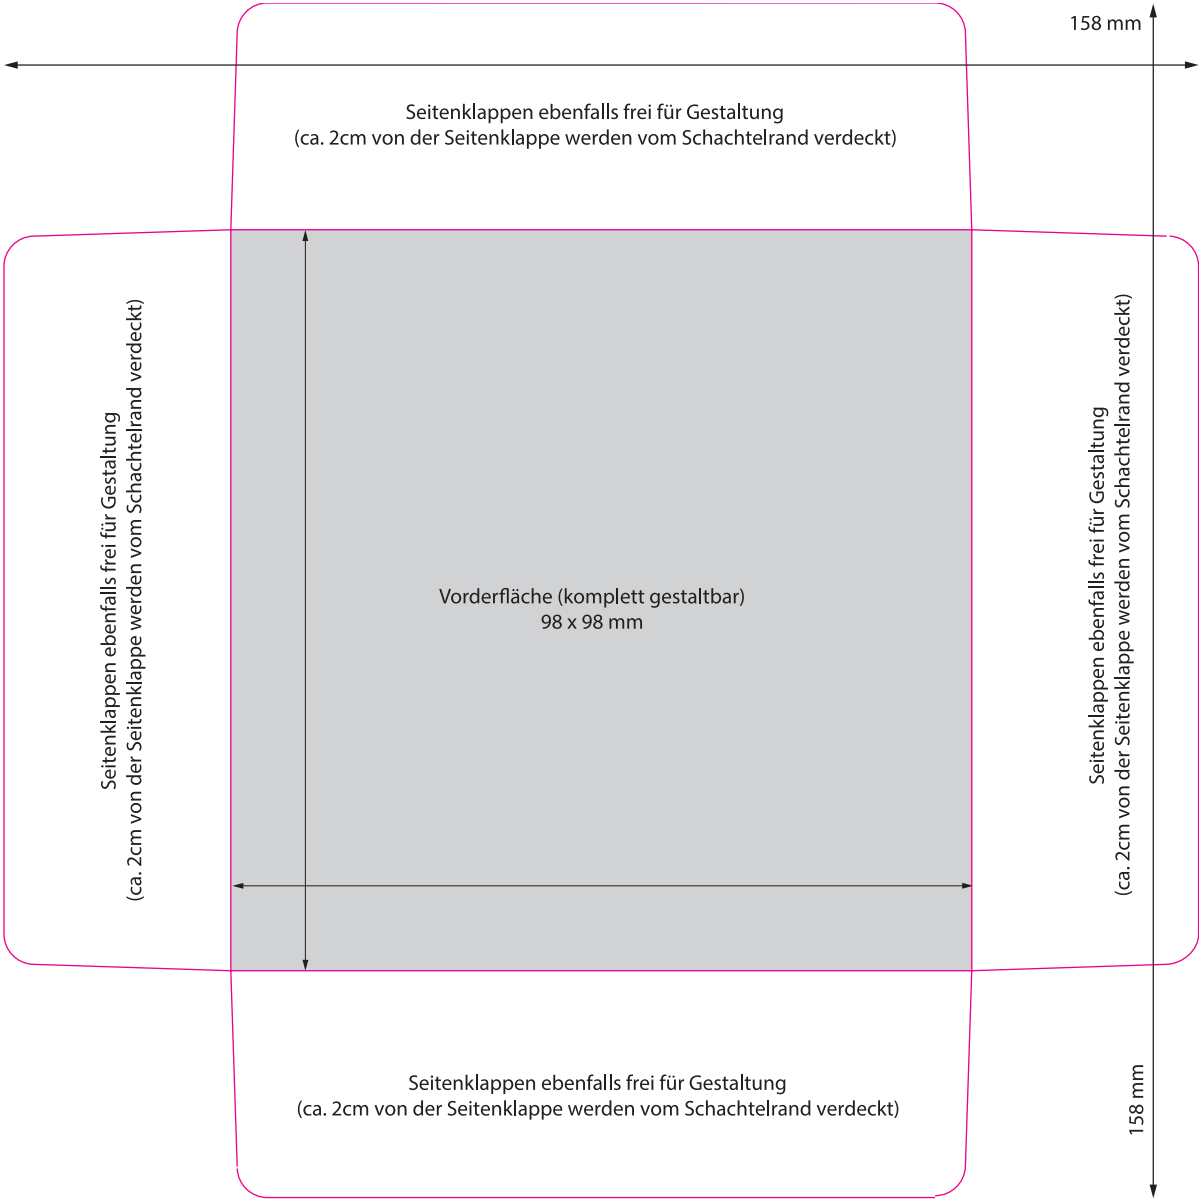 158 mm
Seitenklappen ebenfalls frei für Gestaltung
(ca. 2cm von der Seitenklappe werden vom Schachtelrand verdeckt)
Seitenklappen ebenfalls frei für Gestaltung
(ca. 2cm von der Seitenklappe werden vom Schachtelrand verdeckt)
Vorderfläche (komplett gestaltbar)
98 x 98 mm
Seitenklappen ebenfalls frei für Gestaltung
(ca. 2cm von der Seitenklappe werden vom Schachtelrand verdeckt)
Seitenklappen ebenfalls frei für Gestaltung
(ca. 2cm von der Seitenklappe werden vom Schachtelrand verdeckt)
158 mm